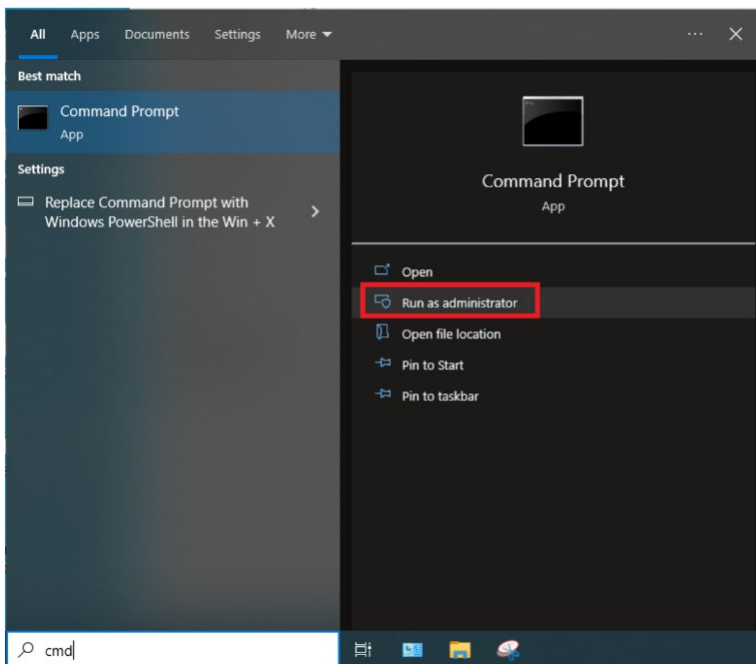 All Apps Documents Settings More
Best match
Command Prompt
App
Settings
Replace Command Prompt with
Windows PowerShell in the Win + X
Command Prompt
App
Open
Run as administrator
Open file location
Pin to Start
Pin to taskbar
cmd